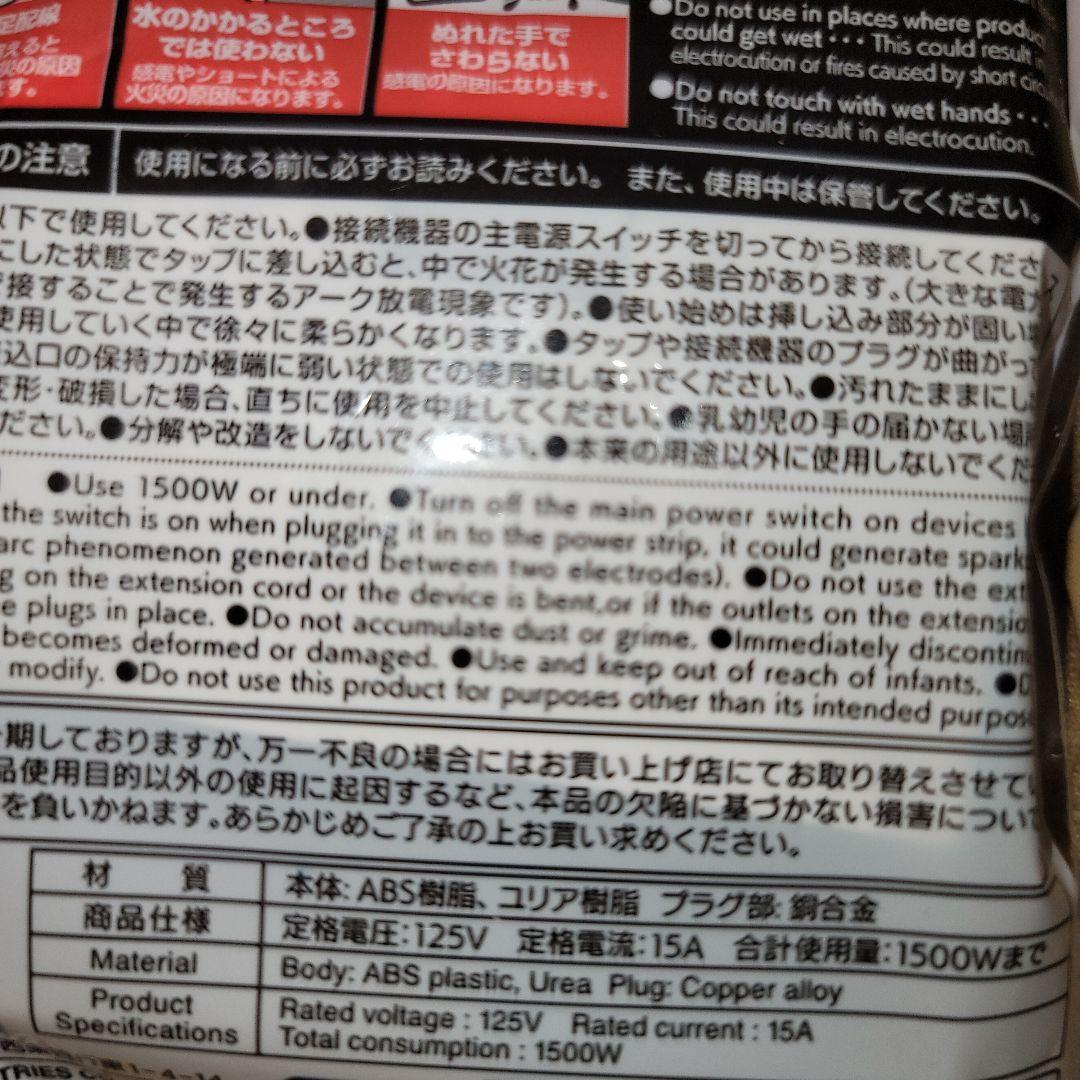 足配線
水のかかるところ
では使わない
感電やショートによる
火災の原因になります。
ぬれた手で
さわらない
感電の原因になります。
●Do not use in places where
could get wet・・・This could result
electrocution or fires caused by short
●Do not touch with wet hands・・・
This could result in electrocution.
の注意
使用になる前に必ずお読みください。 また、使用中は保管してください。
以下で使用してください。●接続機器の主電源スイッチを切ってから接続してくださ
にした状態でタップに差し込むと、中で火花が発生する場合があります。(大きな電
接することで発生するアーク放電現象です)。●使い始めは挿し込み部分が固い
使用していく中で徐々に柔らかくなります。●タップや接続機器のプラグが曲がっ
込口の保持力が極端に弱い状態での使用はしないでください。●汚れたままにし
変形・破損した場合、直ちに使用を中止してください。●乳幼児の手の届かない場所
ださい。●分解や改造をしないでください。●本来の用途以外に使用しないでくだ
●Use 1500W or under. ●Turn off the main power switch on devices
the switch is on when plugging it in to the power strip, it could generate spark
arc phenomenon generated between two electrodes). ●Do not use the ext
g on the extension cord or the device is bent,or if the outlets on the extensio
e plugs in place. ●Do not accumulate dust or grime. ●Immediately discontin
becomes deformed or damaged. ●Use and keep out of reach of infants. ●D
modify. ●Do not use this product for purposes other than its intended purpos
期しておりますが、万一不良の場合にはお買い上げ店にてお取り替えさせてい
品使用目的以外の使用に起因するなど、本品の欠陥に基づかない損害につい
を負いかねます。あらかじめご了承の上お買い求めください。
材 質 本体: ABS樹脂、ユリア樹脂 プラグ部: 銅合金
商品仕様 定格電圧:125V 定格電流:15A 合計使用量:1500Wまで
Material Body: ABS plastic, Urea Plug: Copper alloy
Product Specifications Rated voltage : 125V Rated current : 15A
Total consumption : 1500W